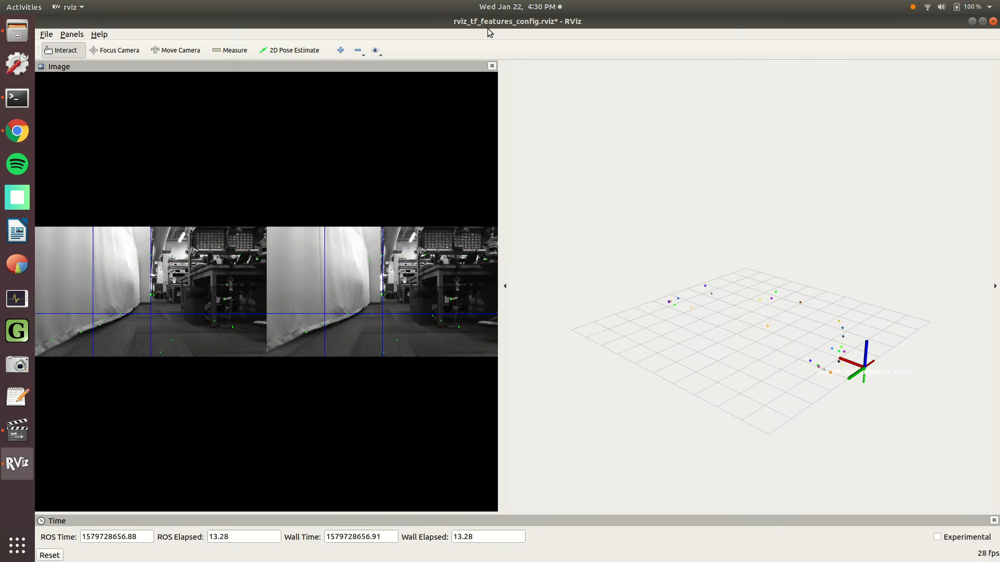 Activities rviz Wed Jan 22, 4:30 PM 100%
rviz_tf_features_config.rviz* - RViz
File Panels Help
Interact Focus Camera Move Camera Measure 2D Pose Estimate
Image
RViz
Time
ROS Time: 1579728656.88 ROS Elapsed: 13.28 Wall Time: 1579728656.91 Wall Elapsed: 13.28 Experimental
Reset 28 fps